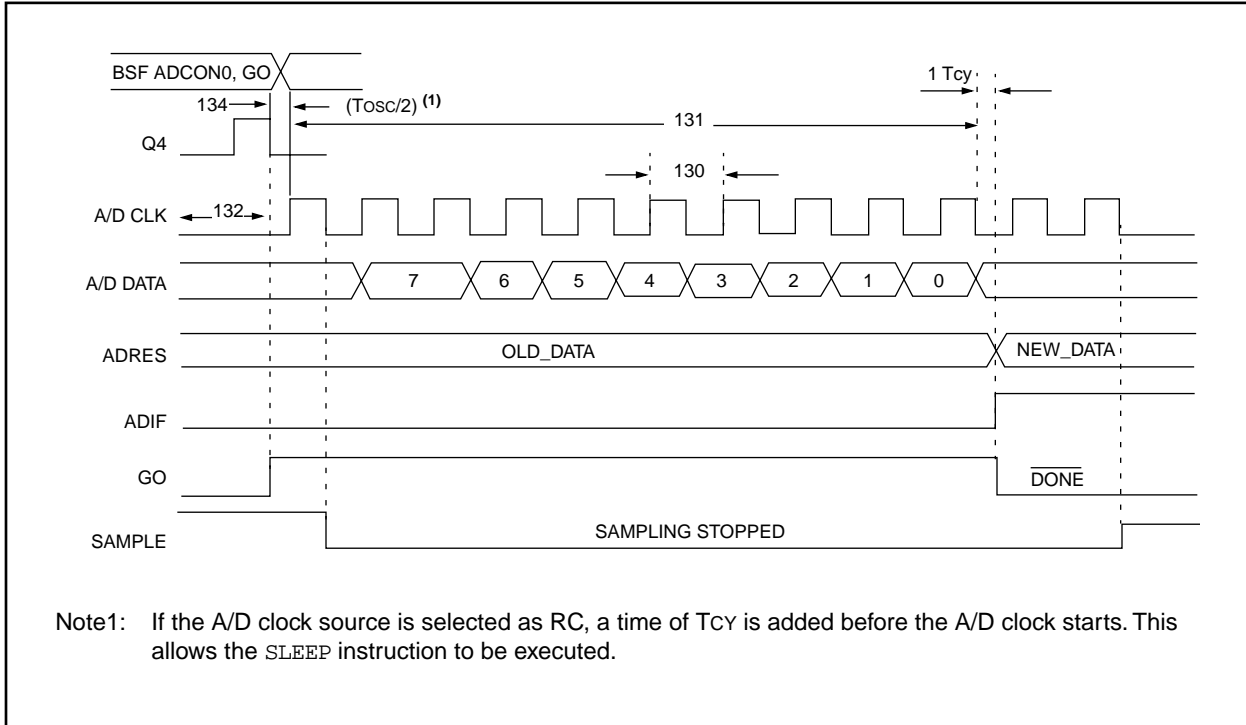 BSF ADCON0, GO
1 Tcy
134
(TOSC/2) (1)
131
Q4
130
A/D CLK
132
A/D DATA
7 6 5 4 3 2 1 0
ADRES
OLD_DATA
NEW_DATA
ADIF
GO
DONE
SAMPLE
SAMPLING STOPPED
Note1: If the A/D clock source is selected as RC, a time of TCY is added before the A/D clock starts. This
allows the SLEEP instruction to be executed.